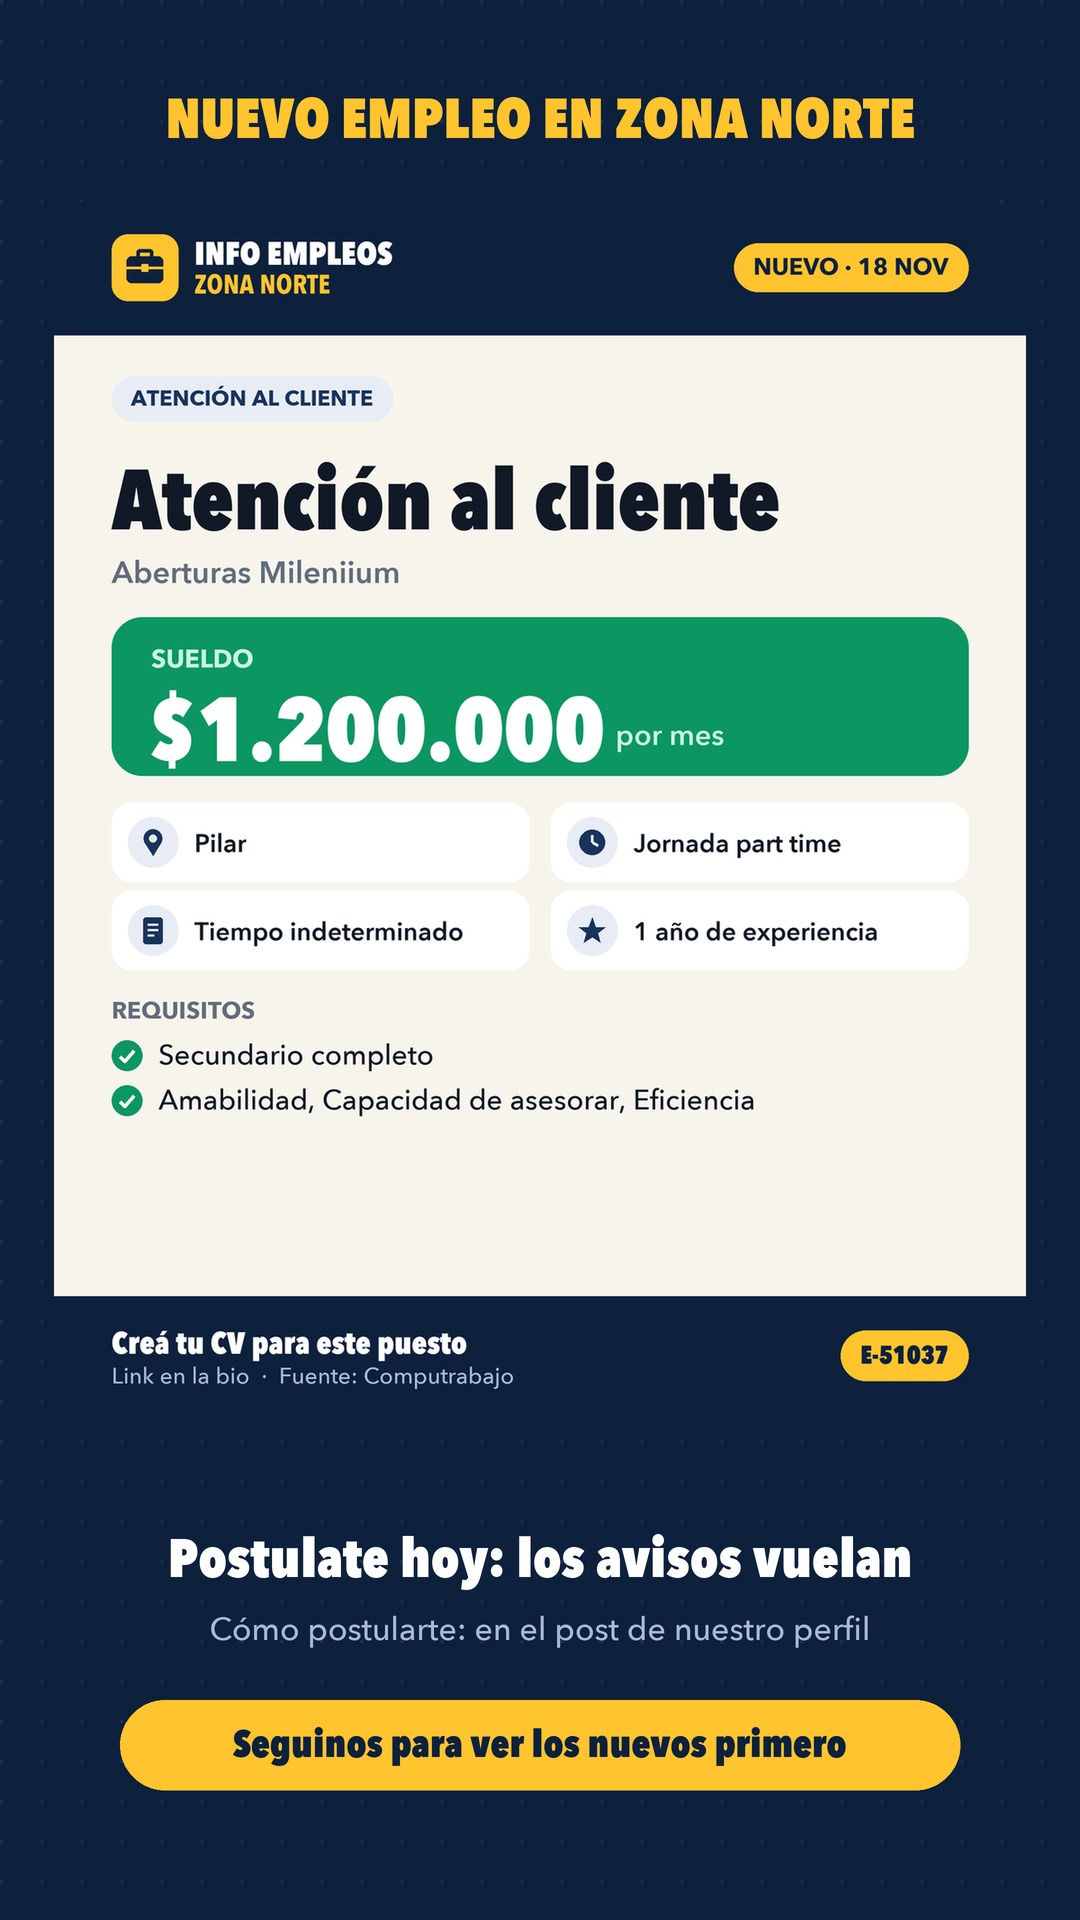 NUEVO EMPLEO EN ZONA NORTE
INFO EMPLEOS
ZONA NORTE
NUEVO · 18 NOV
ATENCIÓN AL CLIENTE
Atención al cliente
Aberturas Mileniium
SUELDO
$1.200.000 por mes
Pilar
Jornada part time
Tiempo indeterminado
1 año de experiencia
REQUISITOS
Secundario completo
Amabilidad, Capacidad de asesorar, Eficiencia
Creá tu CV para este puesto
Link en la bio · Fuente: Computrabajo
E-51037
Postulate hoy: los avisos vuelan
Cómo postularte: en el post de nuestro perfil
Seguinos para ver los nuevos primero